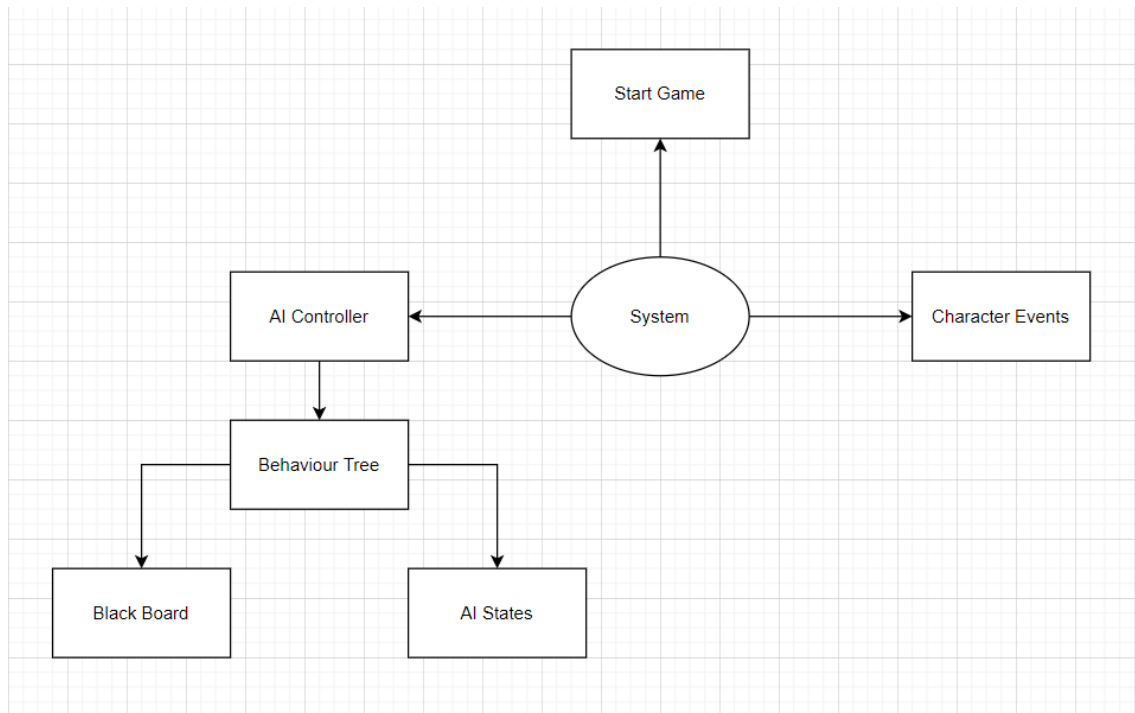 Start Game
AI Controller
System
Character Events
Behaviour Tree
Black Board
AI States